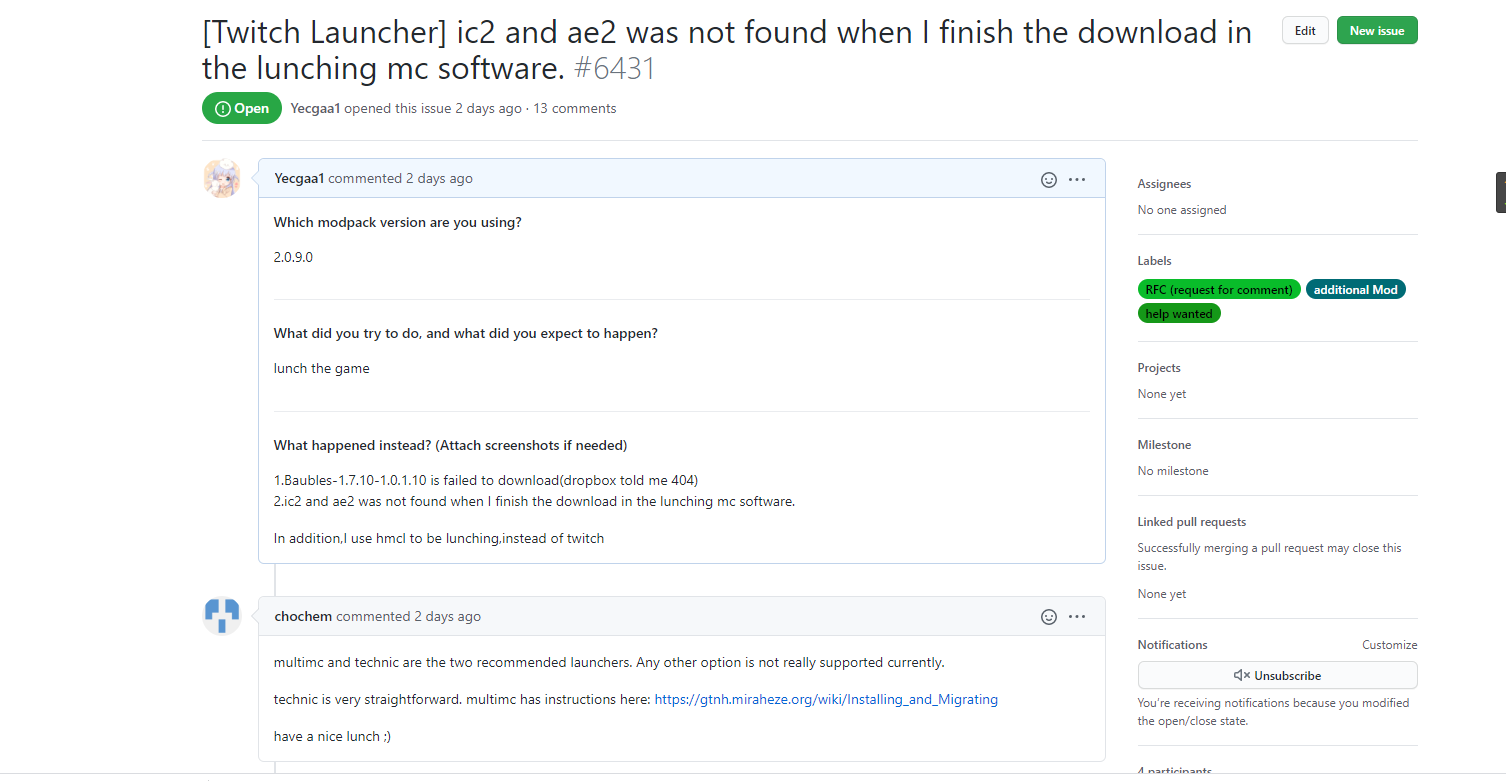 [Twitch Launcher] ic2 and ae2 was not found when I finish the download in
the lunching mc software. #6431
Edit
New issue
Open
Yecgaa1 opened this issue 2 days ago · 13 comments
Yecgaa1 commented 2 days ago
Which modpack version are you using?
2.0.9.0
What did you try to do, and what did you expect to happen?
lunch the game
What happened instead? (Attach screenshots if needed)
1.Baubles-1.7.10-1.0.1.10 is failed to download(dropbox told me 404)
2.ic2 and ae2 was not found when I finish the download in the lunching mc software.
In addition,I use hmcl to be lunching,instead of twitch
chochem commented 2 days ago
multimc and technic are the two recommended launchers. Any other option is not really supported currently.
technic is very straightforward. multimc has instructions here: https://gtnh.miraheze.org/wiki/Installing_and_Migrating
have a nice lunch ;)
Assignees
No one assigned
Labels
RFC (request for comment)
additional Mod
help wanted
Projects
None yet
Milestone
No milestone
Linked pull requests
Successfully merging a pull request may close this
issue.
None yet
Notifications
Customize
Unsubscribe
You're receiving notifications because you modified
the open/close state.
4 participants